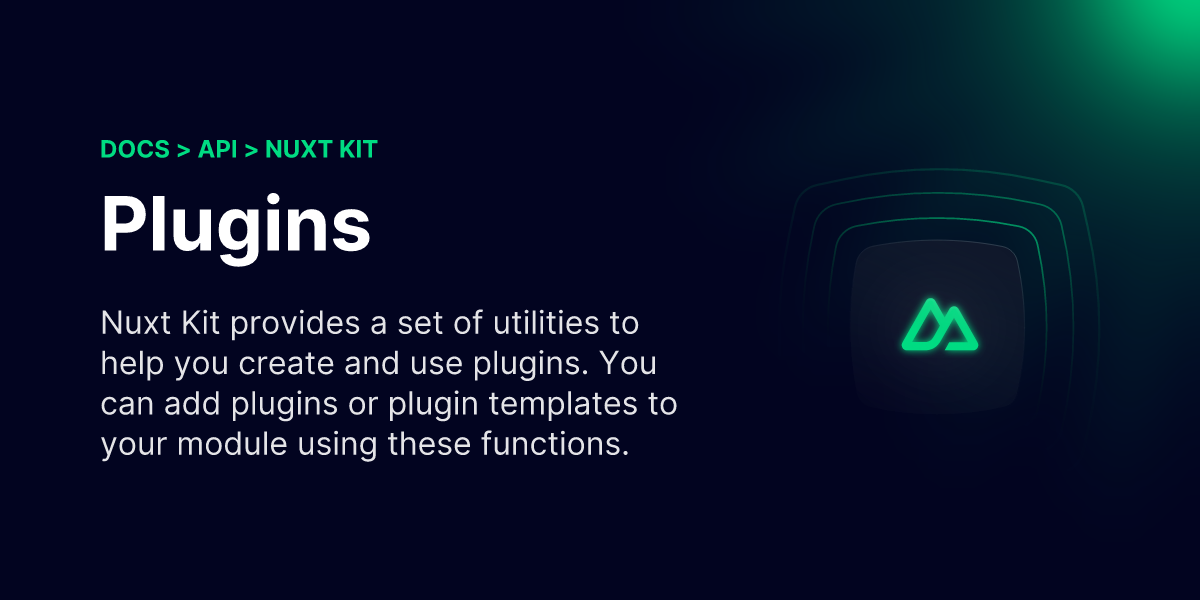 DOCS > API > NUXT KIT
Plugins
Nuxt Kit provides a set of utilities to
help you create and use plugins. You
can add plugins or plugin templates to
your module using these functions.